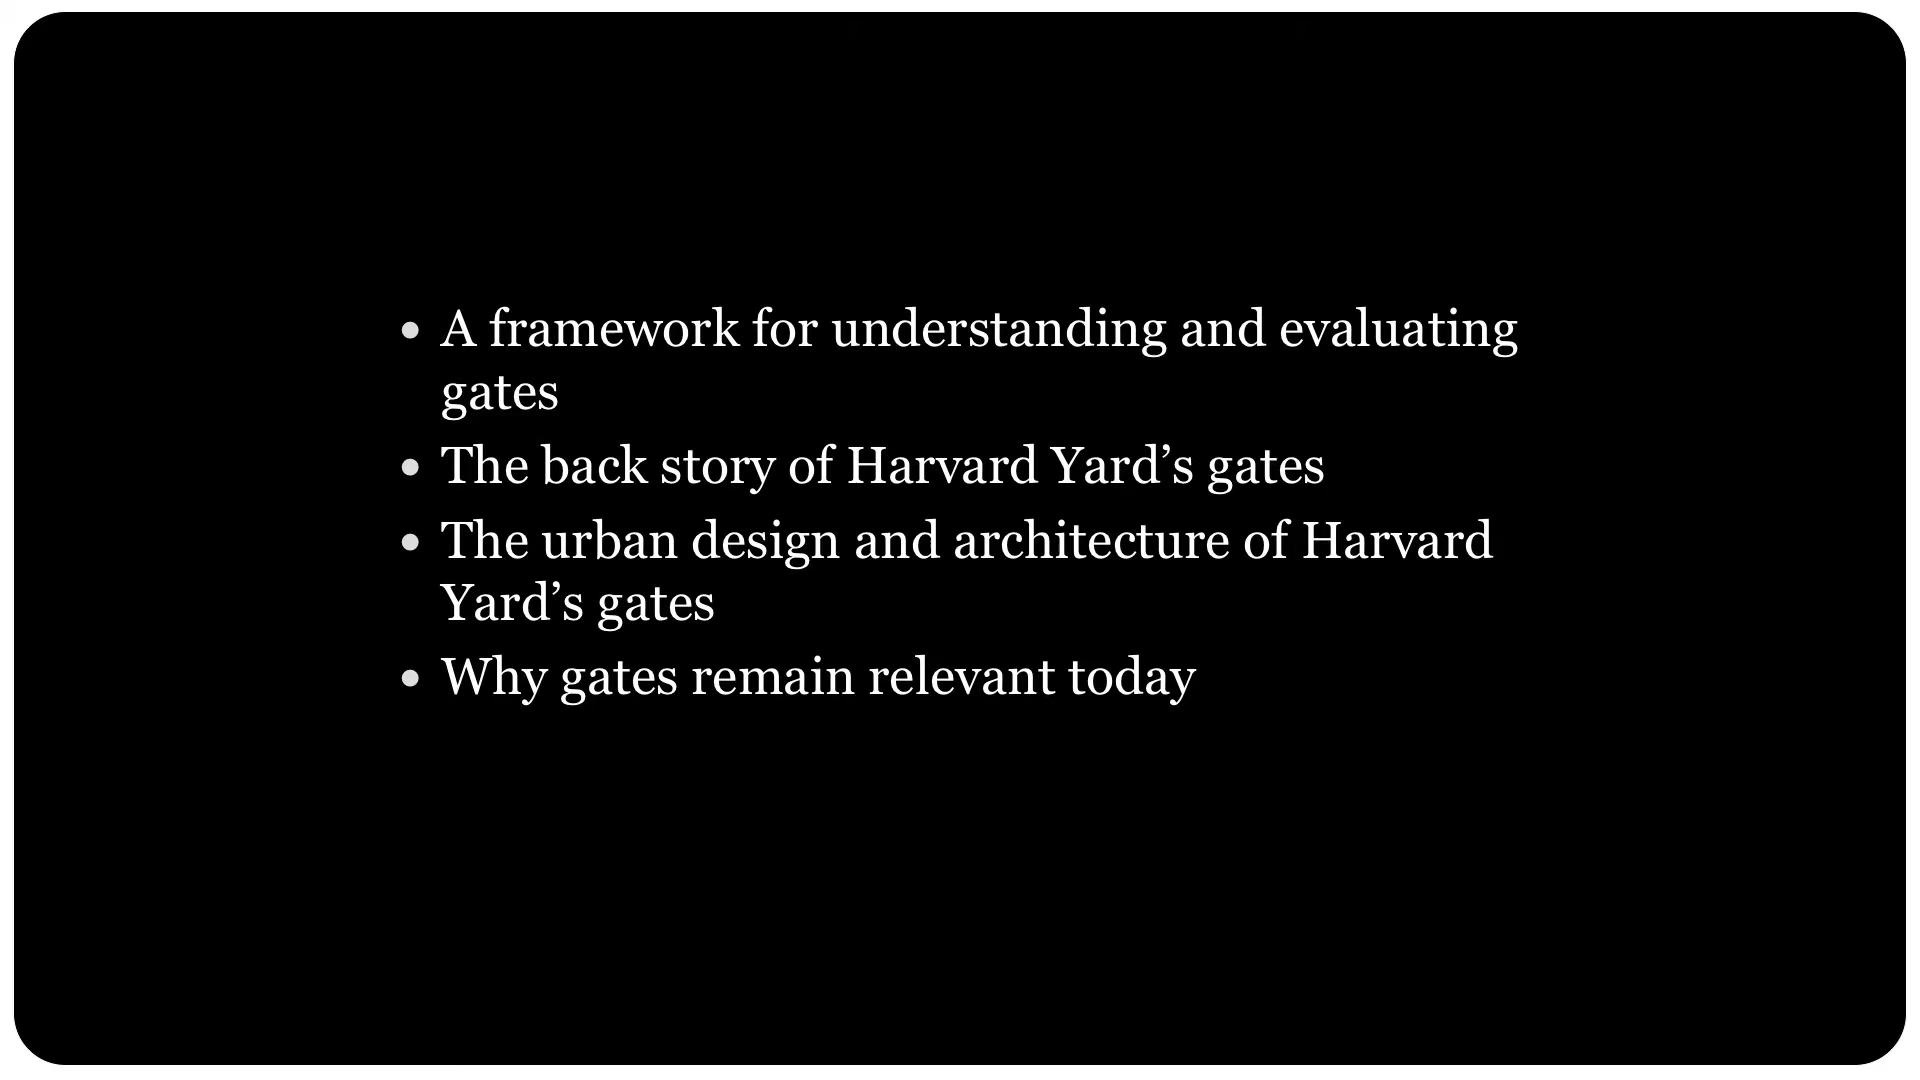 • A framework for understanding and evaluating
gates
• The back story of Harvard Yard’s gates
• The urban design and architecture of Harvard
Yard’s gates
• Why gates remain relevant today